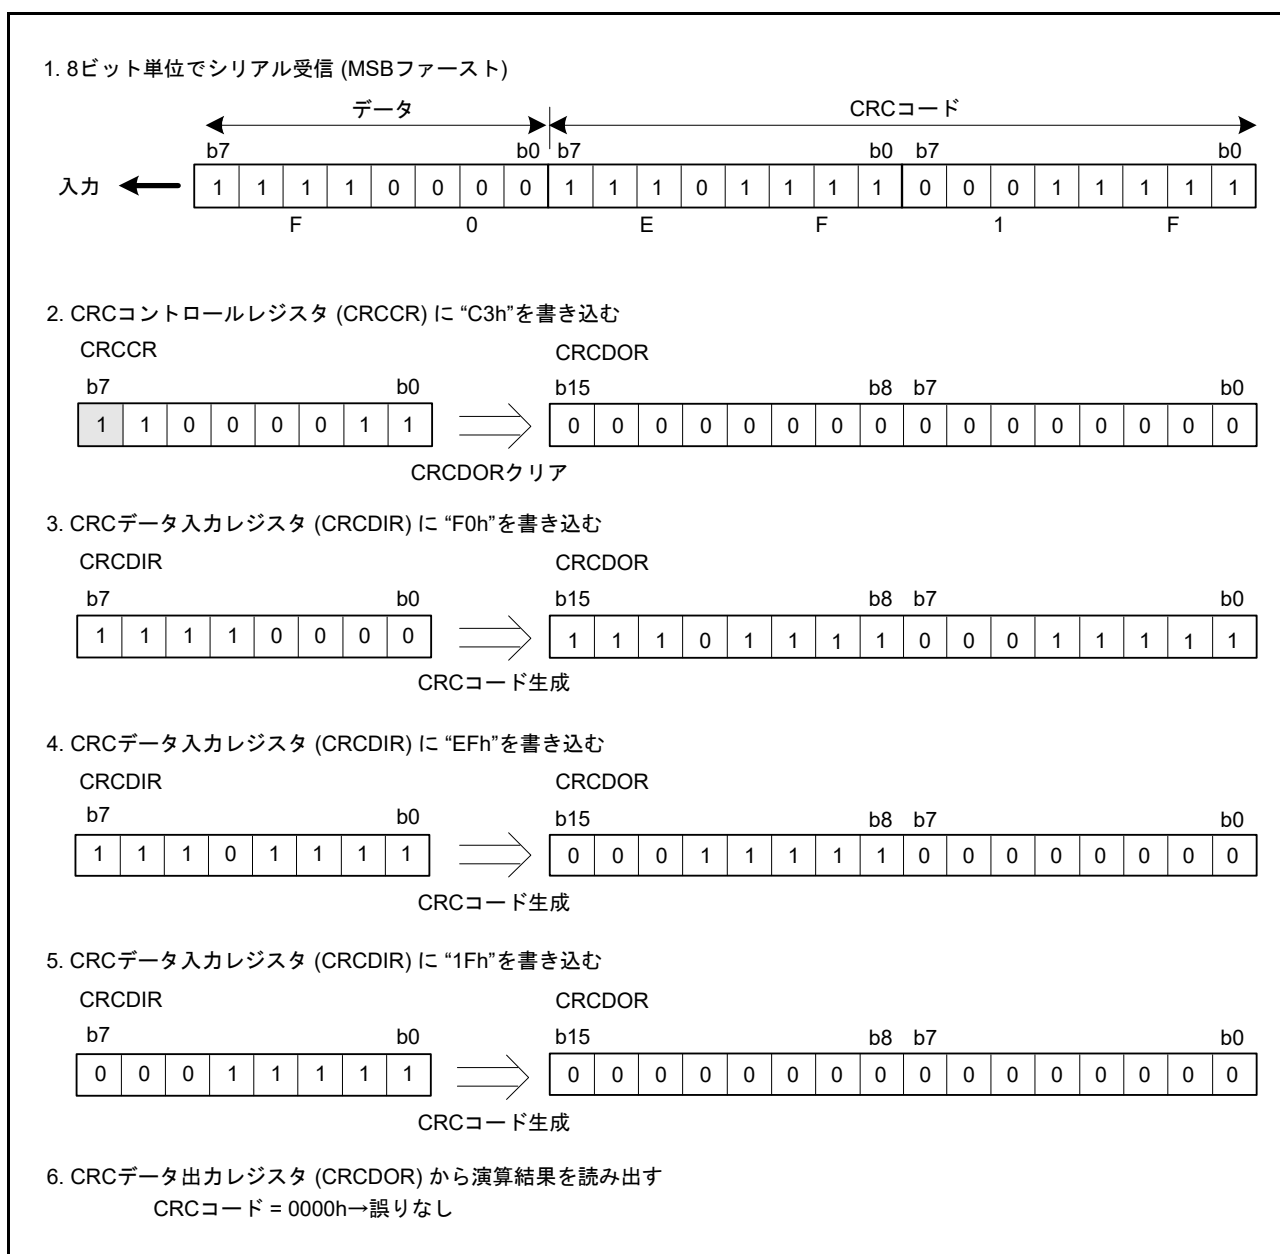 1. 8ビット単位でシリアル受信 (MSBファースト)
データ CRCコード
b7 b0 b7 b0 b7 b0
入力 1 1 1 1 0 0 0 0 1 1 1 0 1 1 1 1 0 0 0 1 1 1 1 1
F 0 E F 1 F
2. CRCコントロールレジスタ (CRCCR) に “C3h”を書き込む
CRCCR CRCDOR
b7 b0 b15 b8 b7 b0
1 1 0 0 0 0 1 1 0 0 0 0 0 0 0 0 0 0 0 0 0 0 0 0
CRCDORクリア
3. CRCデータ入力レジスタ (CRCDIR) に “F0h”を書き込む
CRCDIR CRCDOR
b7 b0 b15 b8 b7 b0
1 1 1 1 0 0 0 0 1 1 1 0 1 1 1 1 0 0 0 1 1 1 1 1
CRCコード生成
4. CRCデータ入力レジスタ (CRCDIR) に “EFh”を書き込む
CRCDIR CRCDOR
b7 b0 b15 b8 b7 b0
1 1 1 0 1 1 1 1 0 0 0 1 1 1 1 1 0 0 0 0 0 0 0 0
CRCコード生成
5. CRCデータ入力レジスタ (CRCDIR) に “1Fh”を書き込む
CRCDIR CRCDOR
b7 b0 b15 b8 b7 b0
0 0 0 1 1 1 1 1 0 0 0 0 0 0 0 0 0 0 0 0 0 0 0 0
CRCコード生成
6. CRCデータ出力レジスタ (CRCDOR) から演算結果を読み出す
CRCコード = 0000h→誤りなし